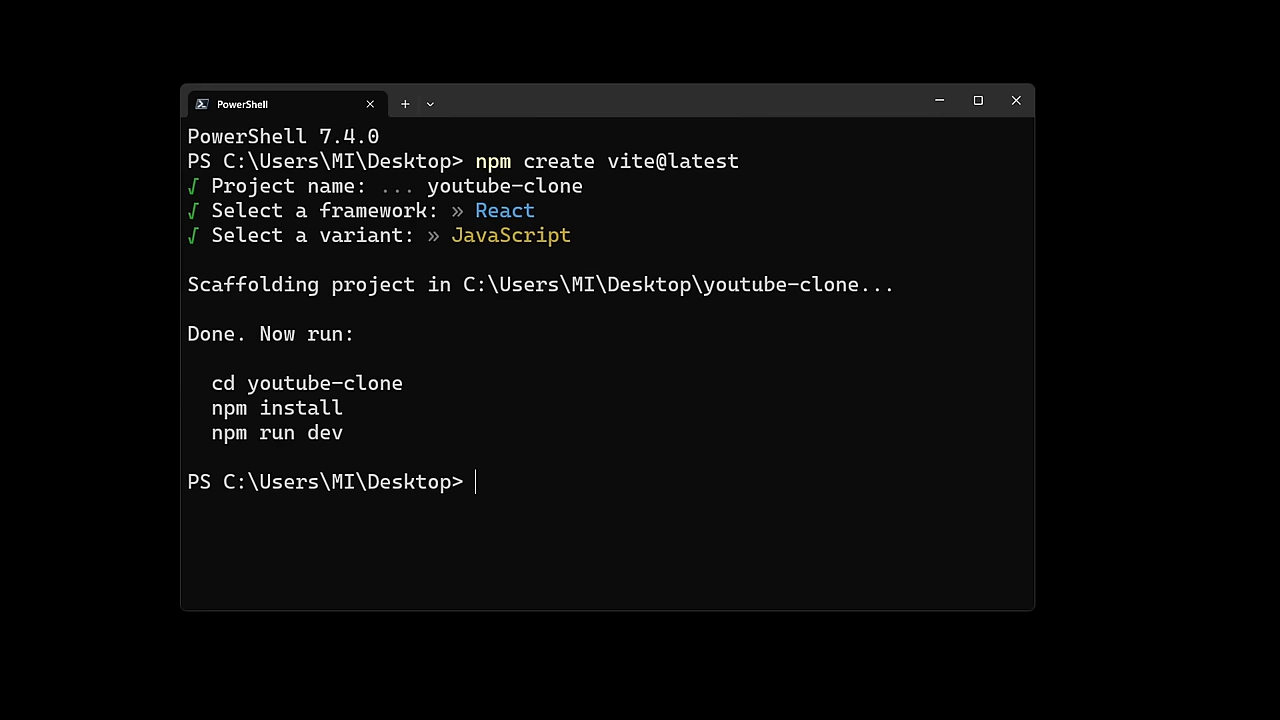 PowerShell
PowerShell 7.4.0
PS C:\Users\MI\Desktop> npm create vite@latest
√ Project name: ... youtube-clone
√ Select a framework: » React
√ Select a variant: » JavaScript
Scaffolding project in C:\Users\MI\Desktop\youtube-clone...
Done. Now run:
cd youtube-clone
npm install
npm run dev
PS C:\Users\MI\Desktop>